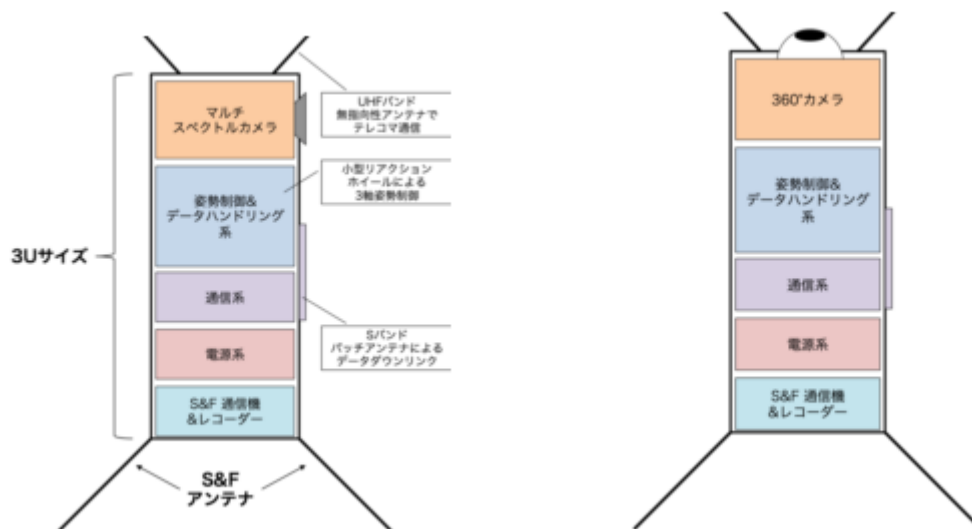 マルチ
スペクトルカメラ
姿勢制御&
データハンドリング
系
通信系
電源系
S&F 通信機
&レコーダー
3Uサイズ
S&F
アンテナ
UHFバンド
無指向性アンテナで
テレコマ通信
小型リアクション
ホイールによる
3軸姿勢制御
Sバンド
パッチアンテナによる
データダウンリンク
360°カメラ
姿勢制御&
データハンドリング
系
通信系
電源系
S&F 通信機
&レコーダー